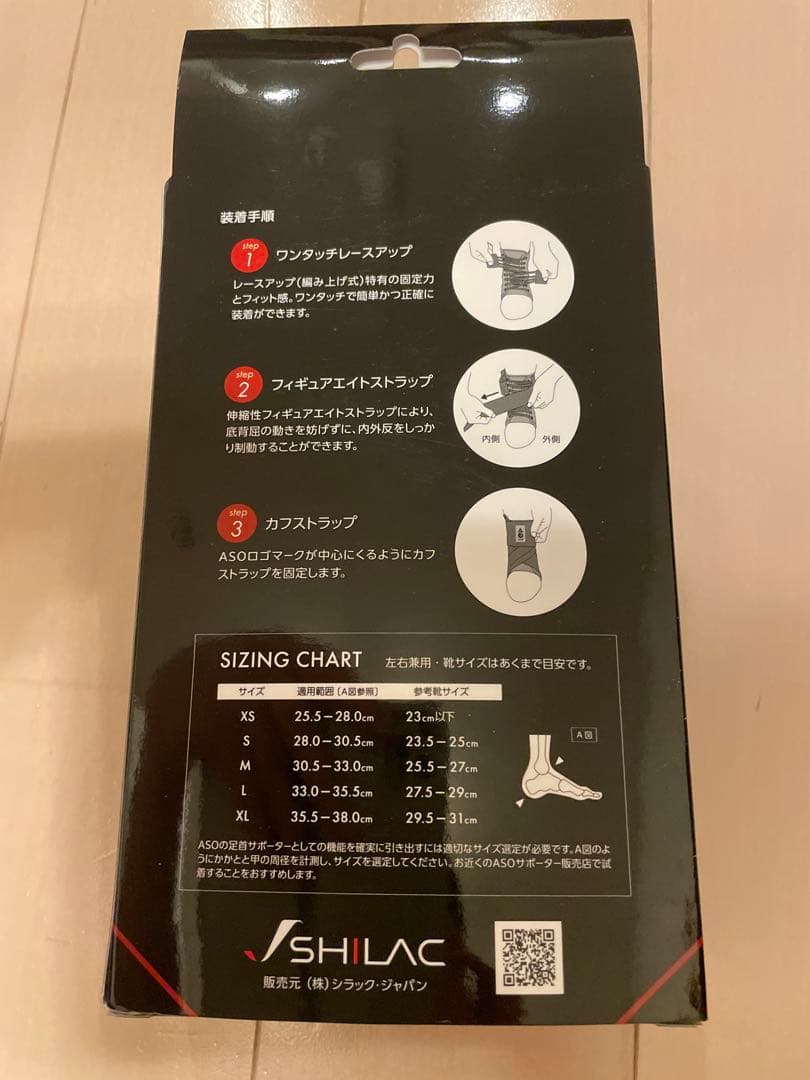 装着手順
step
1
ワンタッチレースアップ
レースアップ(編み上げ式)特有の固定力
とフィット感。ワンタッチで簡単かつ正確に
装着ができます。
step
2
フィギュアエイトストラップ
伸縮性フィギュアエイトストラップにより、
底背屈の動きを妨げずに、内外反をしっか
り制動することができます。
内側 外側
step
3
カフストラップ
ASOロゴマークが中心にくるようにカフ
ストラップを固定します。
SIZING CHART 左右兼用・靴サイズはあくまで目安です。
サイズ 適用範囲〔A図参照〕 参考靴サイズ
XS 25.5−28.0cm 23cm以下
S 28.0−30.5cm 23.5−25cm
M 30.5−33.0cm 25.5−27cm
L 33.0−35.5cm 27.5−29cm
XL 35.5−38.0cm 29.5−31cm
A図
ASOの足首サポーターとしての機能を確実に引き出すには適切なサイズ選定が必要です。A図のよ
うにかかとと甲の周径を計測し、サイズを選定してください。お近くのASOサポーター販売店で試
着することをおすすめします。
SHILAC
販売元 (株)シラック・ジャパン